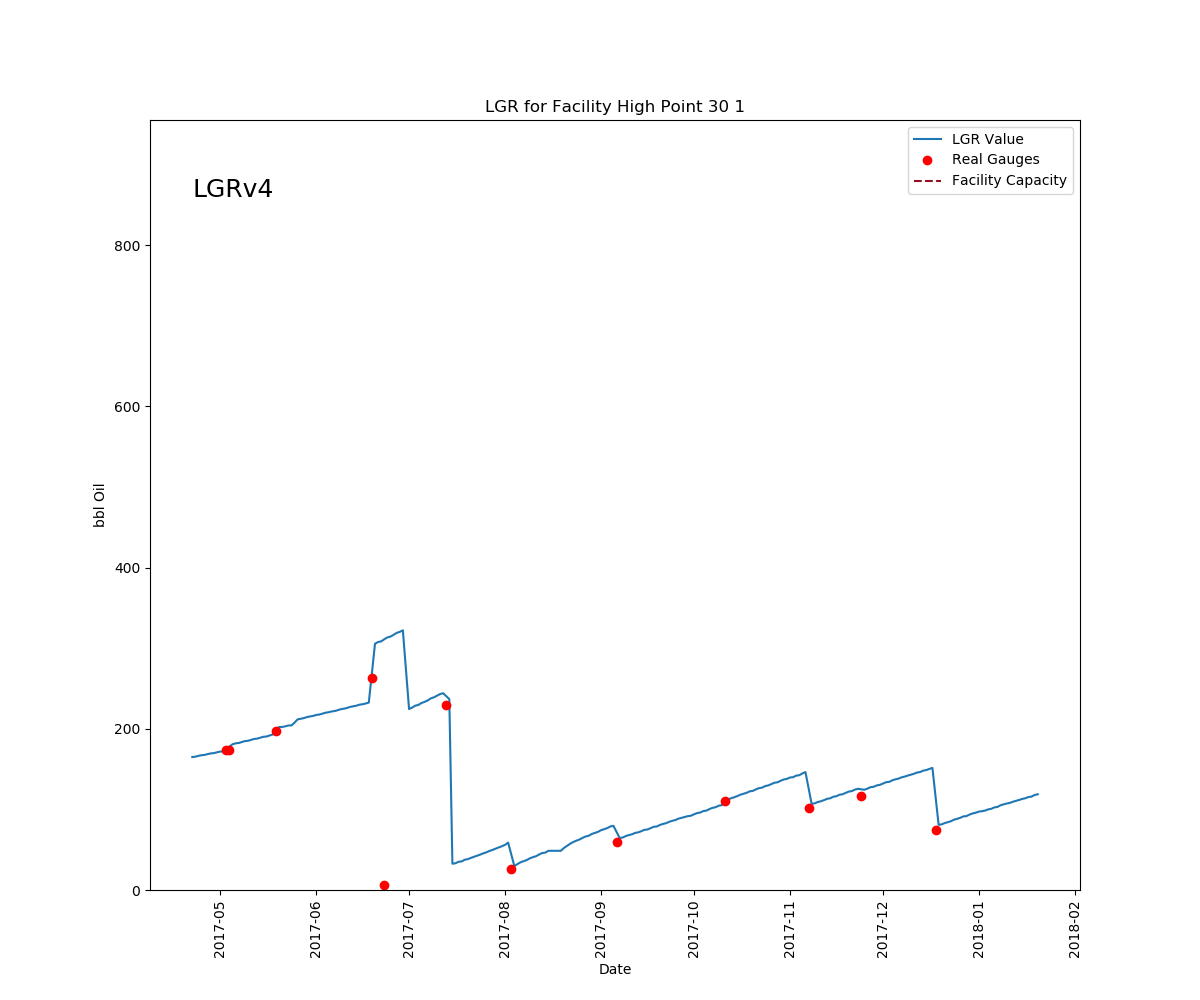 LGR for Facility High Point 30 1
LGR Value
Real Gauges
Facility Capacity
LGRv4
800
600
400
200
0
bbl Oil
2017-05
2017-06
2017-07
2017-08
2017-09
2017-10
2017-11
2017-12
2018-01
2018-02
Date